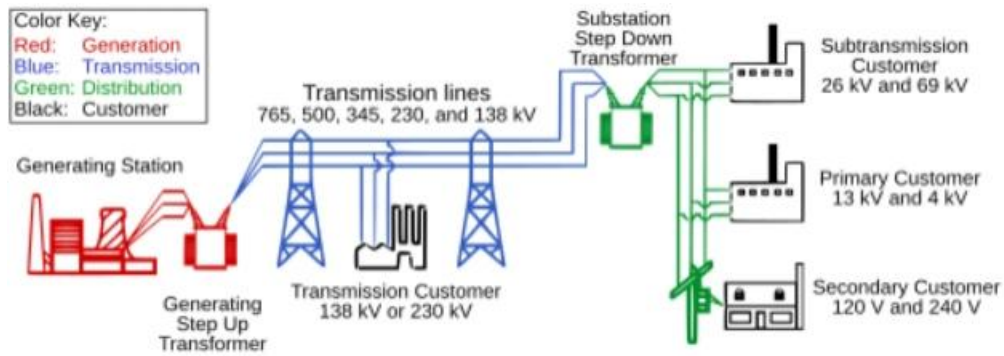 Color Key:
Red: Generation
Blue: Transmission
Green: Distribution
Black: Customer
Generating Station
Generating
Step Up
Transformer
Transmission lines
765, 500, 345, 230, and 138 kV
Transmission Customer
138 kV or 230 kV
Substation
Step Down
Transformer
Subtransmission
Customer
26 kV and 69 kV
Primary Customer
13 kV and 4 kV
Secondary Customer
120 V and 240 V